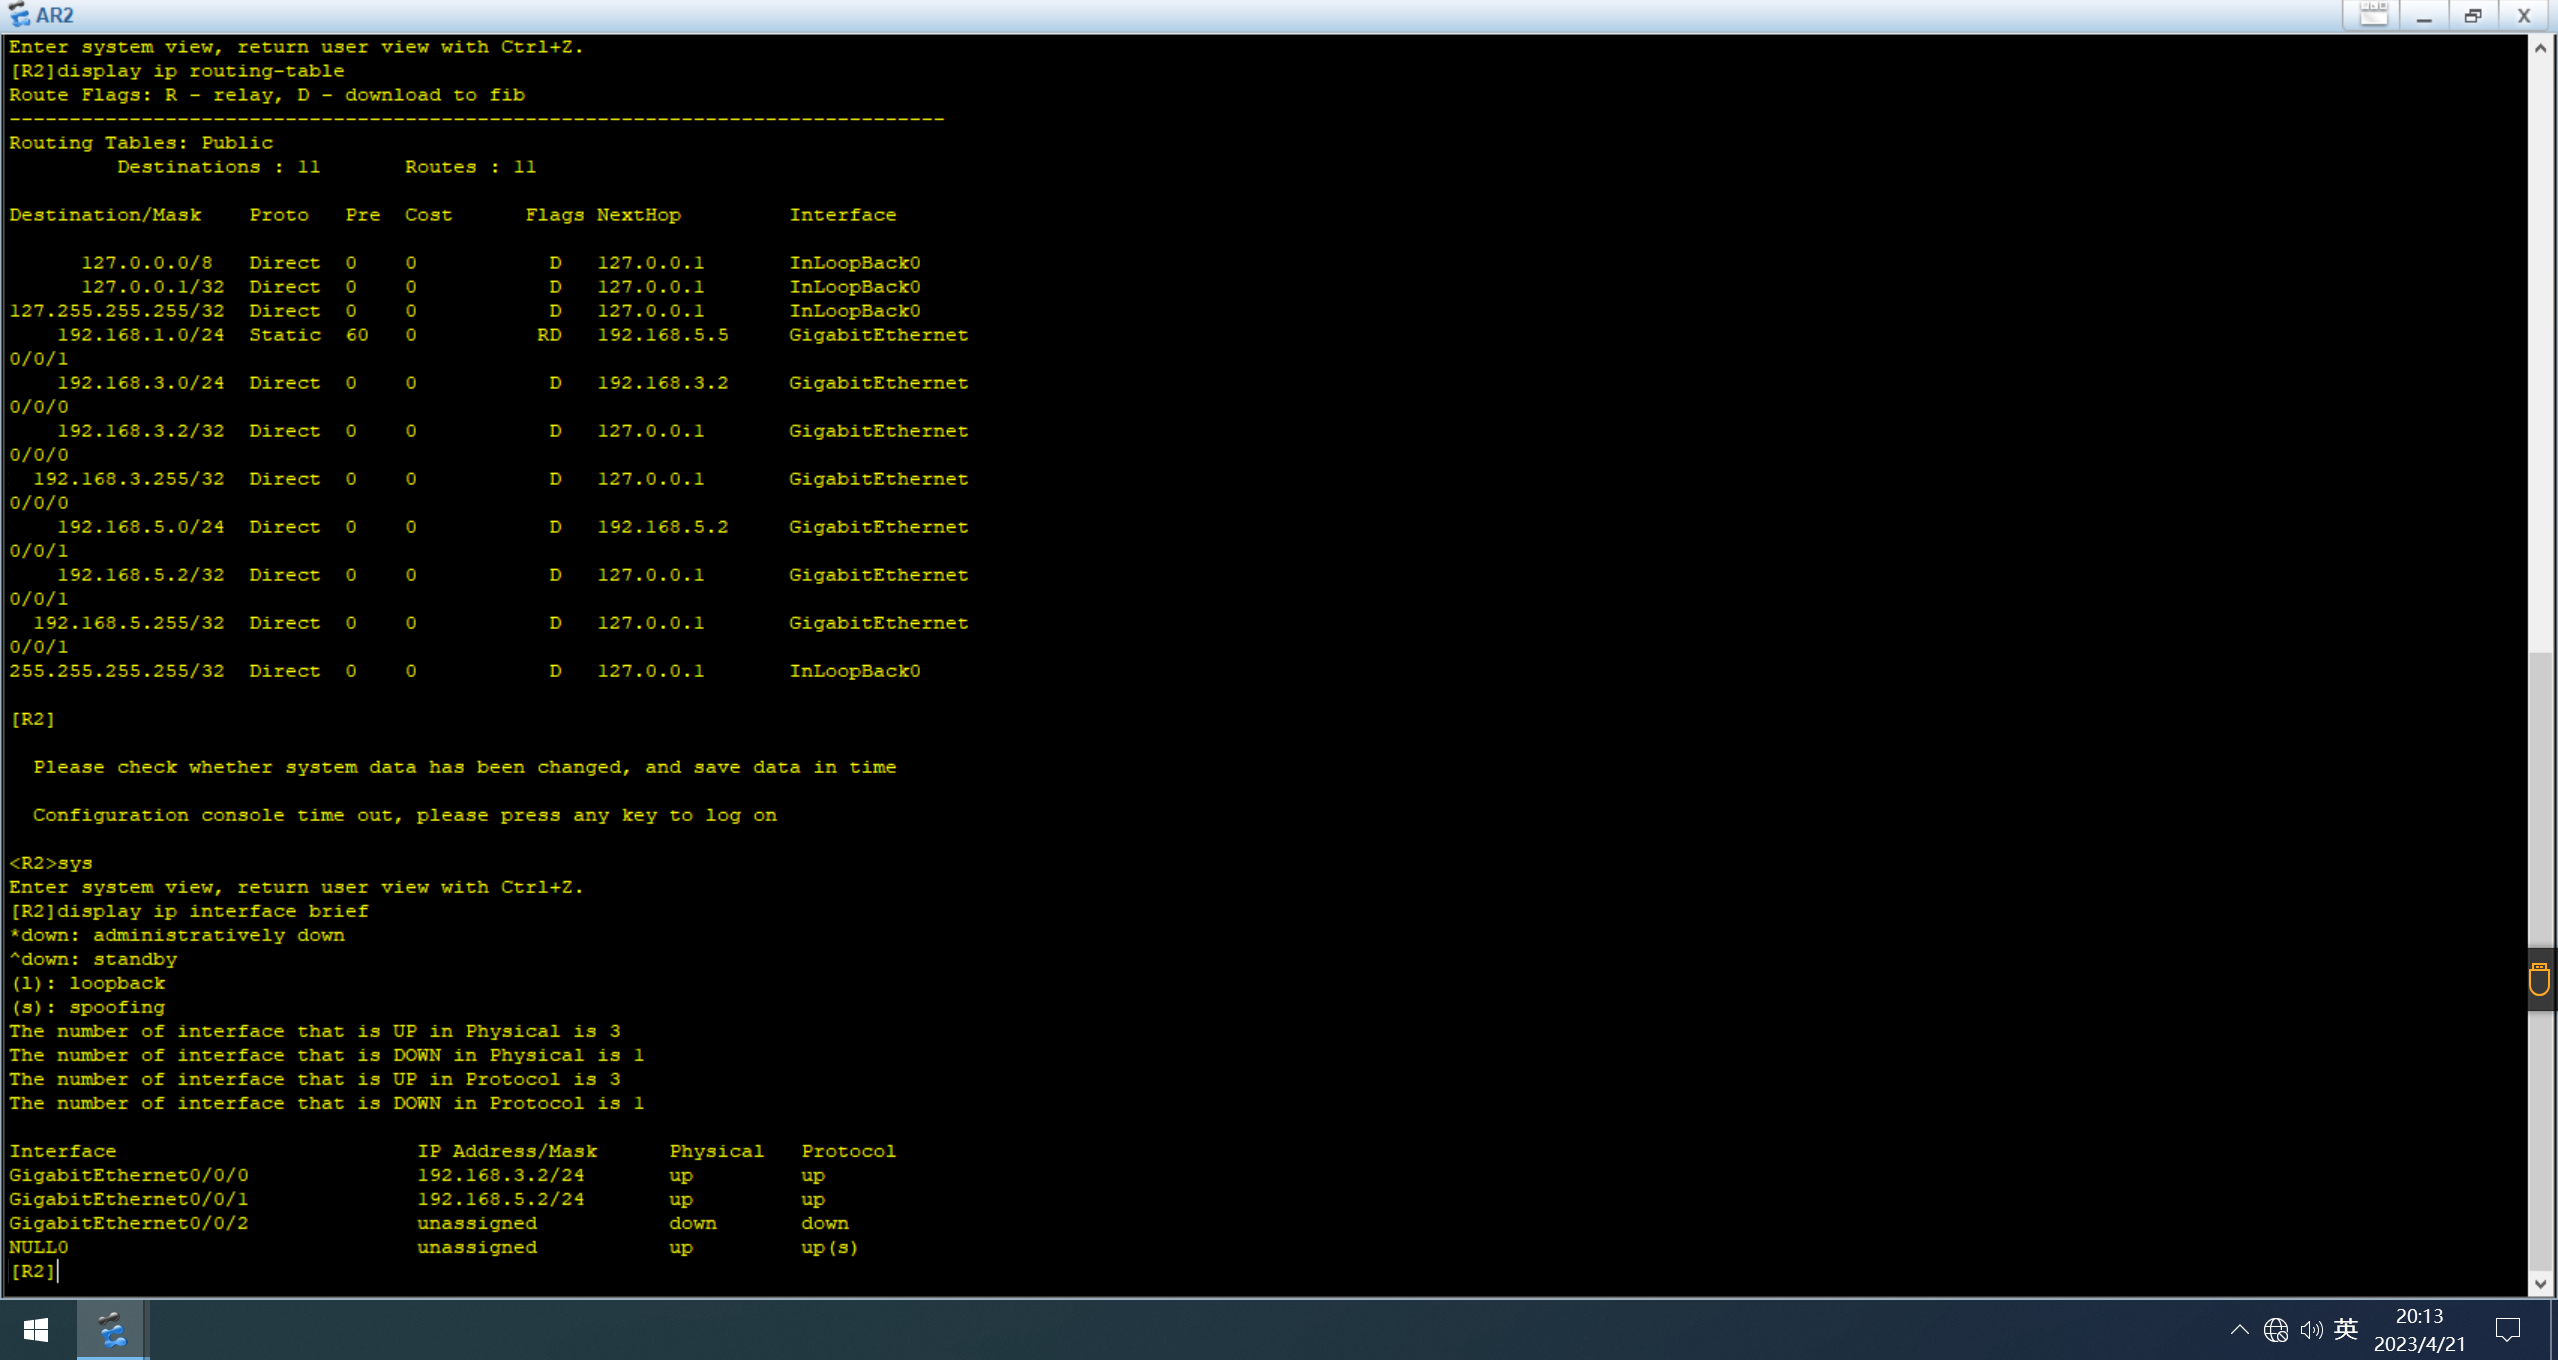 AR2
Enter system view, return user view with Ctrl+Z.
[R2]display ip routing-table
Route Flags: R - relay, D - download to fib
------------------------------------------------------------------------------
Routing Tables: Public
         Destinations : 11       Routes : 11
Destination/Mask    Proto   Pre  Cost      Flags NextHop         Interface
      127.0.0.0/8   Direct  0    0           D   127.0.0.1       InLoopBack0
      127.0.0.1/32  Direct  0    0           D   127.0.0.1       InLoopBack0
127.255.255.255/32  Direct  0    0           D   127.0.0.1       InLoopBack0
    192.168.1.0/24  Static  60   0          RD   192.168.5.5     GigabitEthernet
0/0/1
    192.168.3.0/24  Direct  0    0           D   192.168.3.2     GigabitEthernet
0/0/0
    192.168.3.2/32  Direct  0    0           D   127.0.0.1       GigabitEthernet
0/0/0
  192.168.3.255/32  Direct  0    0           D   127.0.0.1       GigabitEthernet
0/0/0
    192.168.5.0/24  Direct  0    0           D   192.168.5.2     GigabitEthernet
0/0/1
    192.168.5.2/32  Direct  0    0           D   127.0.0.1       GigabitEthernet
0/0/1
  192.168.5.255/32  Direct  0    0           D   127.0.0.1       GigabitEthernet
0/0/1
255.255.255.255/32  Direct  0    0           D   127.0.0.1       InLoopBack0
[R2]
  Please check whether system data has been changed, and save data in time
  Configuration console time out, please press any key to log on
<R2>sys
Enter system view, return user view with Ctrl+Z.
[R2]display ip interface brief
*down: administratively down
^down: standby
(l): loopback
(s): spoofing
The number of interface that is UP in Physical is 3
The number of interface that is DOWN in Physical is 1
The number of interface that is UP in Protocol is 3
The number of interface that is DOWN in Protocol is 1
Interface                         IP Address/Mask      Physical   Protocol
GigabitEthernet0/0/0              192.168.3.2/24       up         up
GigabitEthernet0/0/1              192.168.5.2/24       up         up
GigabitEthernet0/0/2              unassigned           down       down
NULL0                             unassigned           up         up(s)
[R2]
英
20:13
2023/4/21